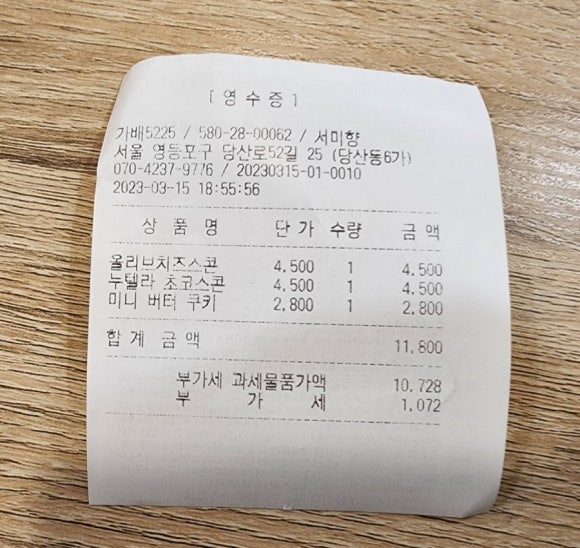 [ 영 수 증 ]
가배5225 / 580-28-00062 / 서미향
서울 영등포구 당산로52길 25 (당산동6가)
070-4237-9776 / 20230315-01-0010
2023-03-15 18:55:56
상 품 명 단 가 수량 금 액
올리브치즈스콘 4.500 1 4.500
누텔라 초코스콘 4.500 1 4.500
미니 버터 쿠키 2.800 1 2.800
합 계 금 액 11.800
부가세 과세물품가액 10.728
부 가 세 1.072